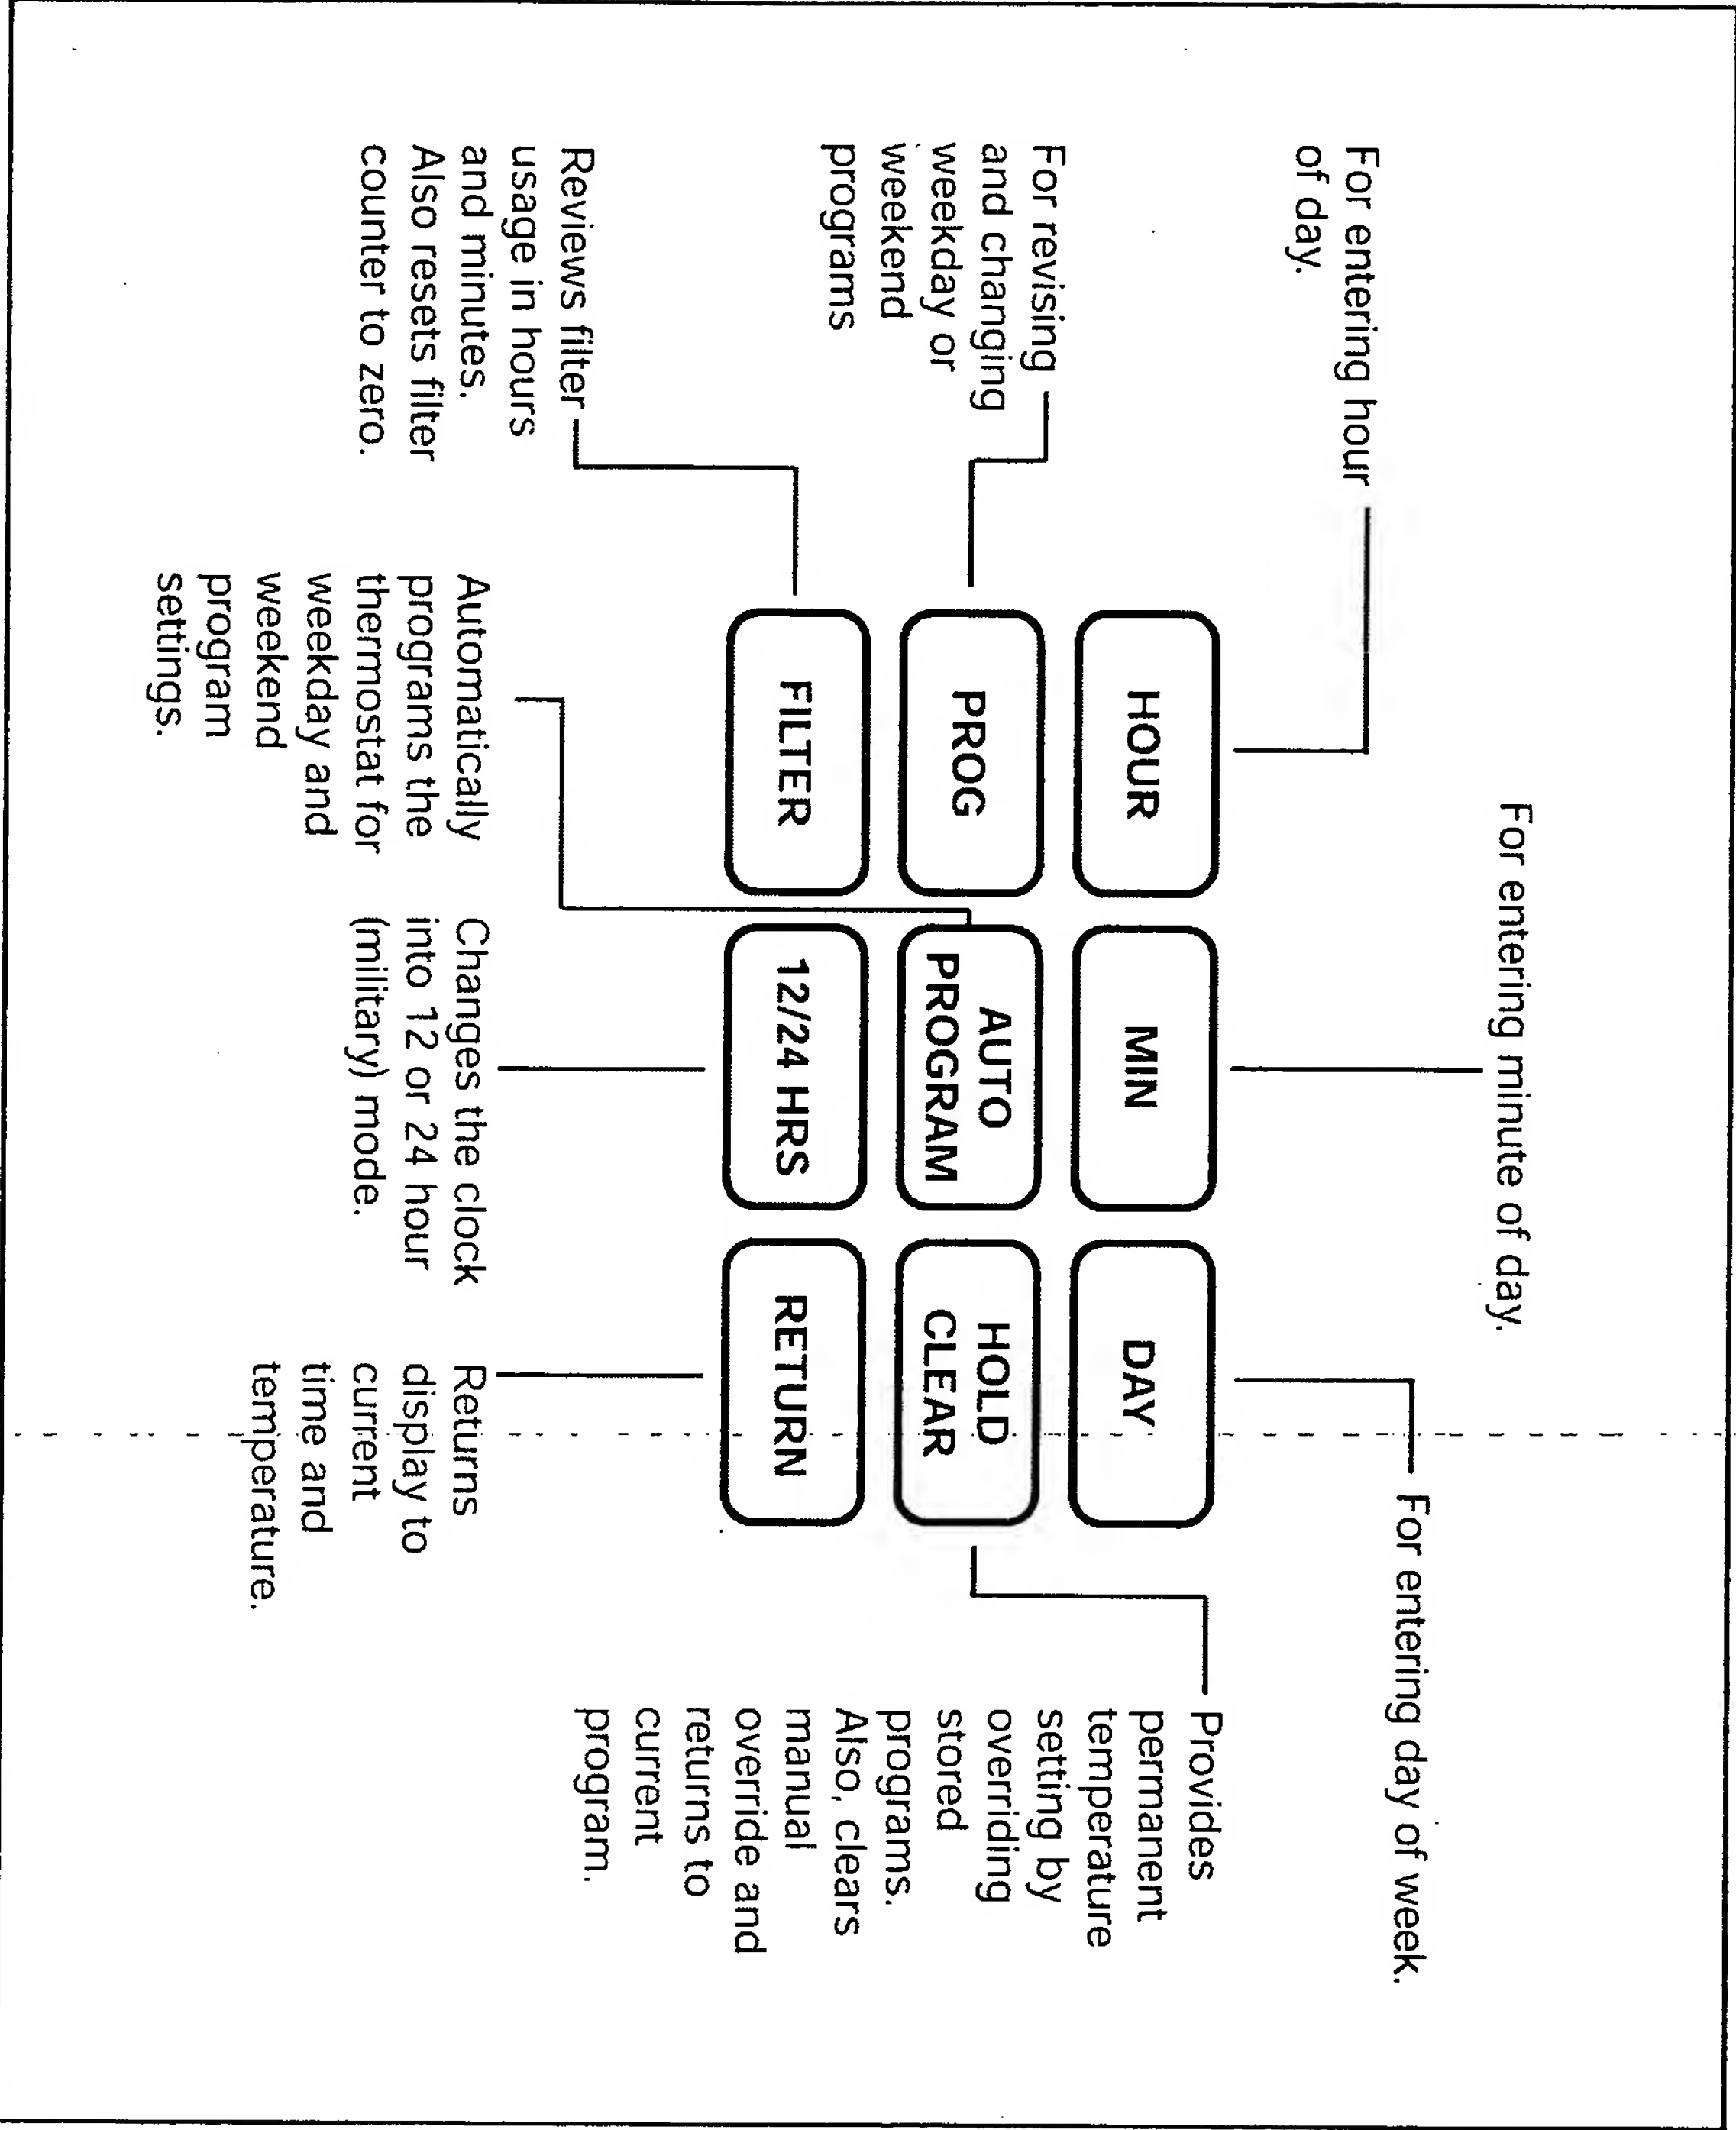 For entering minute of day.
For entering day of week.
For entering hour
of day.
HOUR
MIN
DAY
For revising
and changing
weekday or
weekend
programs
PROG
AUTO
PROGRAM
HOLD
CLEAR
Provides
permanent
temperature
setting by
overriding
stored
programs.
Also, clears
manual
override and
returns to
current
program.
FILTER
12/24 HRS
RETURN
Reviews filter
usage in hours
and minutes.
Also resets filter
counter to zero.
Automatically
programs the
thermostat for
weekday and
weekend
program
settings.
Changes the clock
into 12 or 24 hour
(military) mode.
Returns
display to
current
time and
temperature.